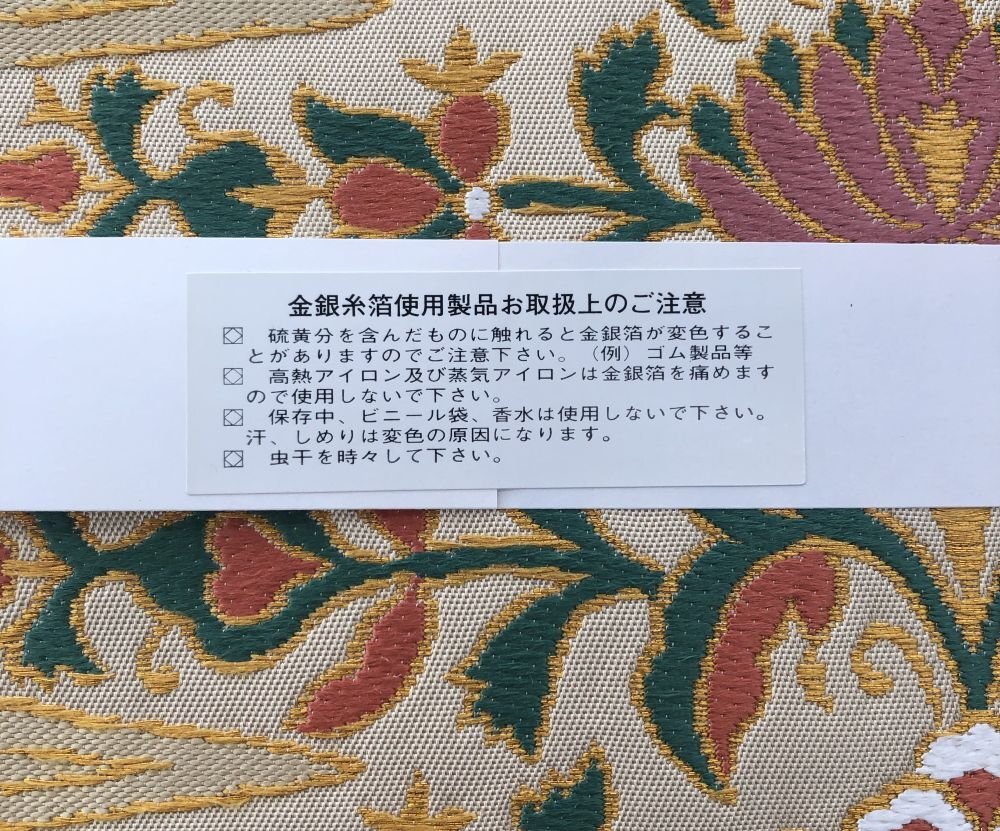 金銀糸箔使用製品お取扱上のご注意
硫黄分を含んだものに触れると金銀箔が変色するこ
とがありますのでご注意下さい。（例）ゴム製品等
高熱アイロン及び蒸気アイロンは金銀箔を痛めます
ので使用しないで下さい。
保存中、ビニール袋、香水は使用しないで下さい。
汗、しめりは変色の原因になります。
虫干を時々して下さい。